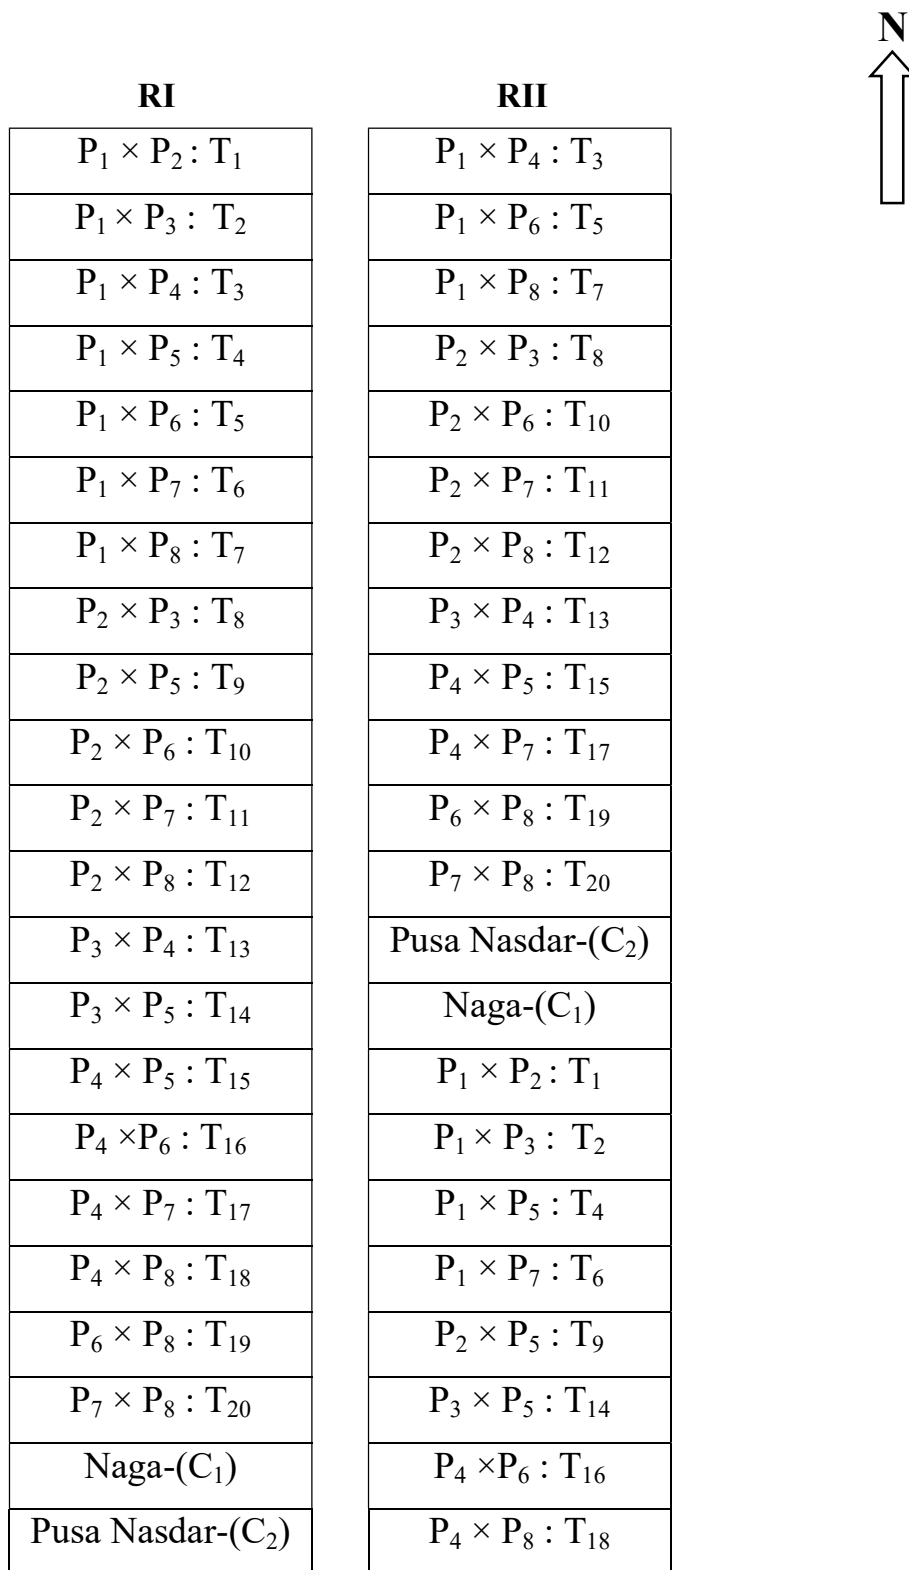 N
RI
P₁ × P₂ : T₁
P₁ × P₃ : T₂
P₁ × P₄ : T₃
P₁ × P₅ : T₄
P₁ × P₆ : T₅
P₁ × P₇ : T₆
P₁ × P₈ : T₇
P₂ × P₃ : T₈
P₂ × P₅ : T₉
P₂ × P₆ : T₁₀
P₂ × P₇ : T₁₁
P₂ × P₈ : T₁₂
P₃ × P₄ : T₁₃
P₃ × P₅ : T₁₄
P₄ × P₅ : T₁₅
P₄ ×P₆ : T₁₆
P₄ × P₇ : T₁₇
P₄ × P₈ : T₁₈
P₆ × P₈ : T₁₉
P₇ × P₈ : T₂₀
Naga-(C₁)
Pusa Nasdar-(C₂)
RII
P₁ × P₄ : T₃
P₁ × P₆ : T₅
P₁ × P₈ : T₇
P₂ × P₃ : T₈
P₂ × P₆ : T₁₀
P₂ × P₇ : T₁₁
P₂ × P₈ : T₁₂
P₃ × P₄ : T₁₃
P₄ × P₅ : T₁₅
P₄ × P₇ : T₁₇
P₆ × P₈ : T₁₉
P₇ × P₈ : T₂₀
Pusa Nasdar-(C₂)
Naga-(C₁)
P₁ × P₂ : T₁
P₁ × P₃ : T₂
P₁ × P₅ : T₄
P₁ × P₇ : T₆
P₂ × P₅ : T₉
P₃ × P₅ : T₁₄
P₄ ×P₆ : T₁₆
P₄ × P₈ : T₁₈